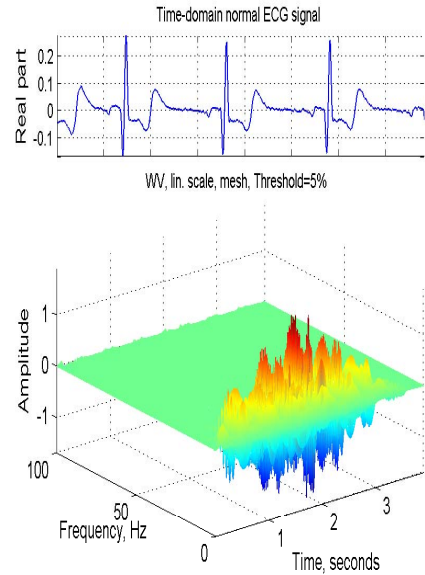 Time-domain normal ECG signal
Real part
0.2
0.1
0
-0.1
WV, lin. scale, mesh, Threshold=5%
Amplitude
1
0
-1
100
50
0
Frequency, Hz
1
2
3
Time, seconds